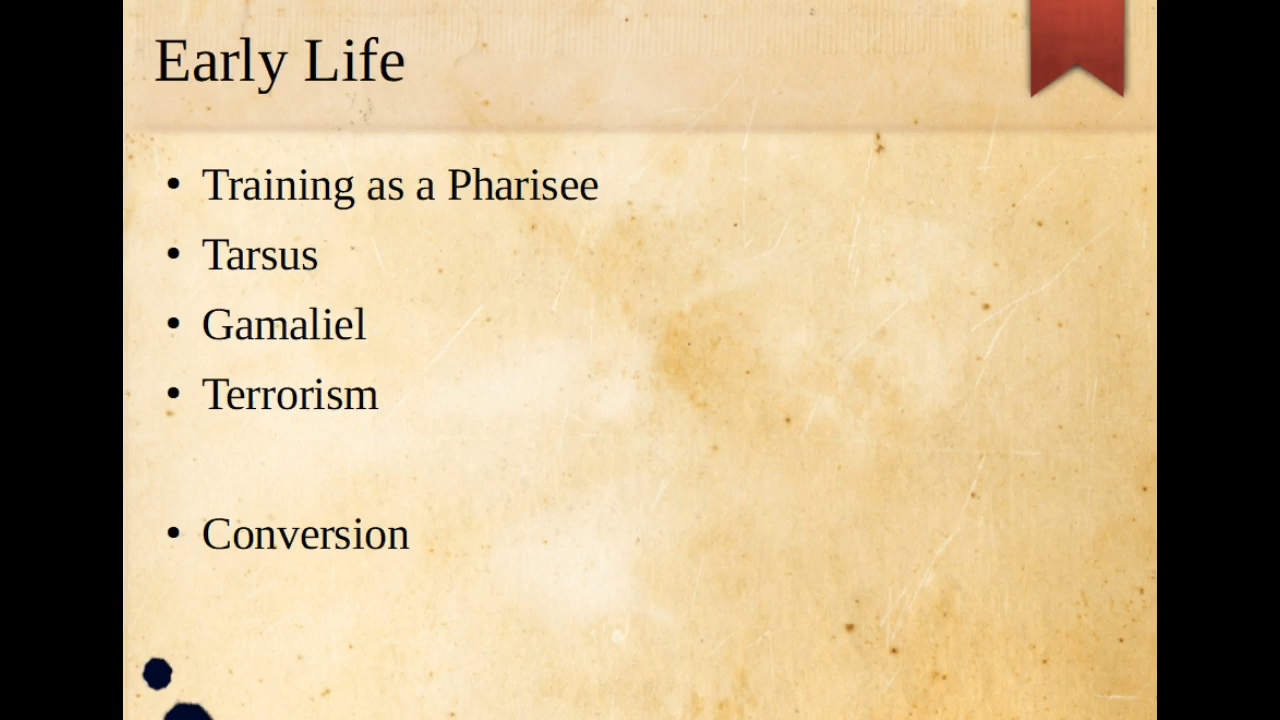 Early Life
• Training as a Pharisee
• Tarsus
• Gamaliel
• Terrorism
• Conversion